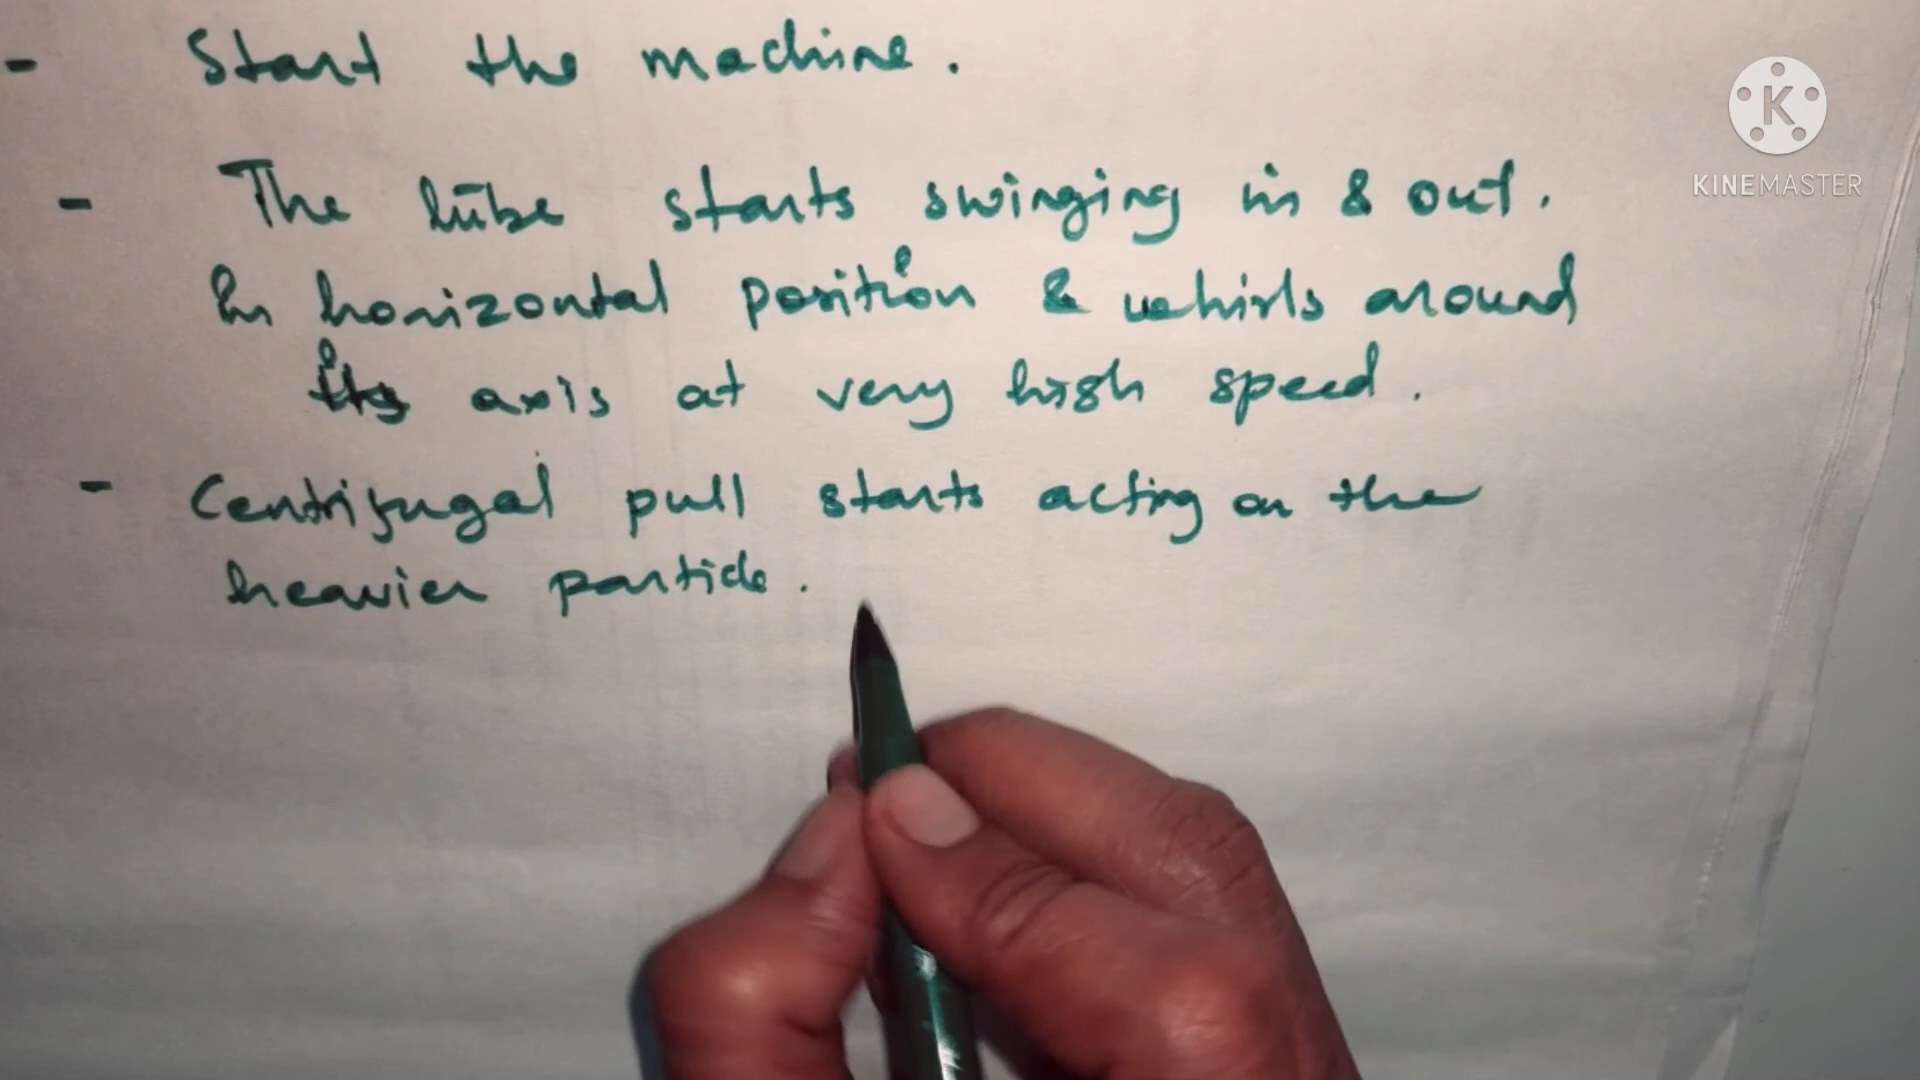 - Start the machine.
- The tube starts swinging in & out.
In horizontal position & whirls around
its axis at very high speed.
- Centrifugal pull starts acting on the
heavier particle.
K
KINEMASTER